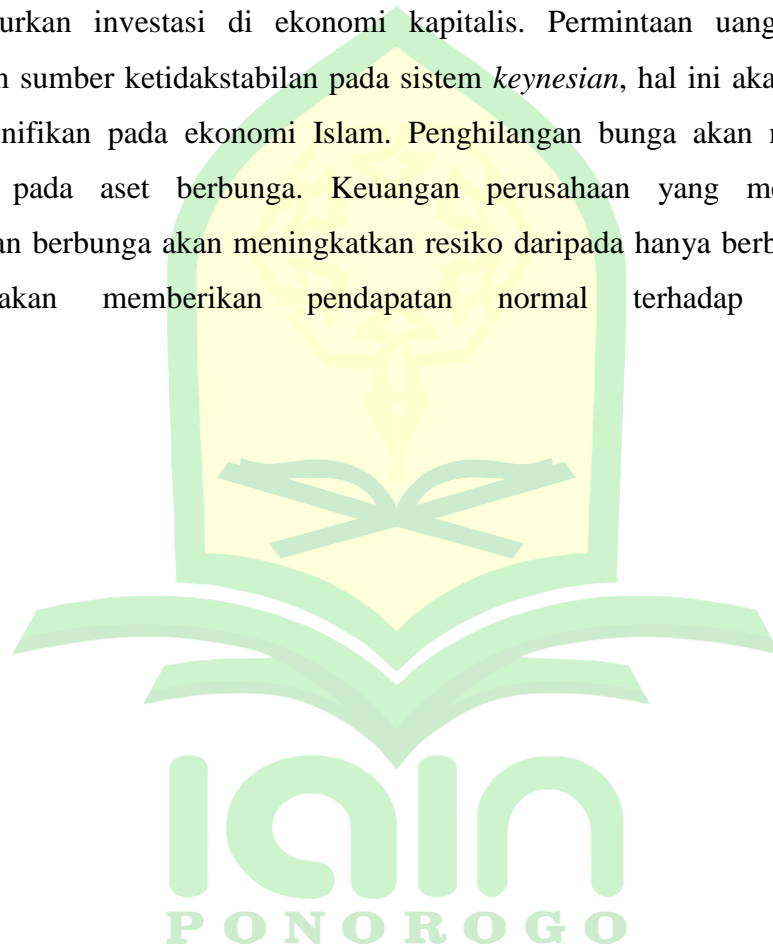 urkan investasi di ekonomi kapitalis. Permintaan uang
n sumber ketidakstabilan pada sistem keynesian, hal ini aka
nifikan pada ekonomi Islam. Penghilangan bunga akan
pada aset berbunga. Keuangan perusahaan yang me
an berbunga akan meningkatkan resiko daripada hanya berb
akan memberikan pendapatan normal terhadap
iain
PONOROGO